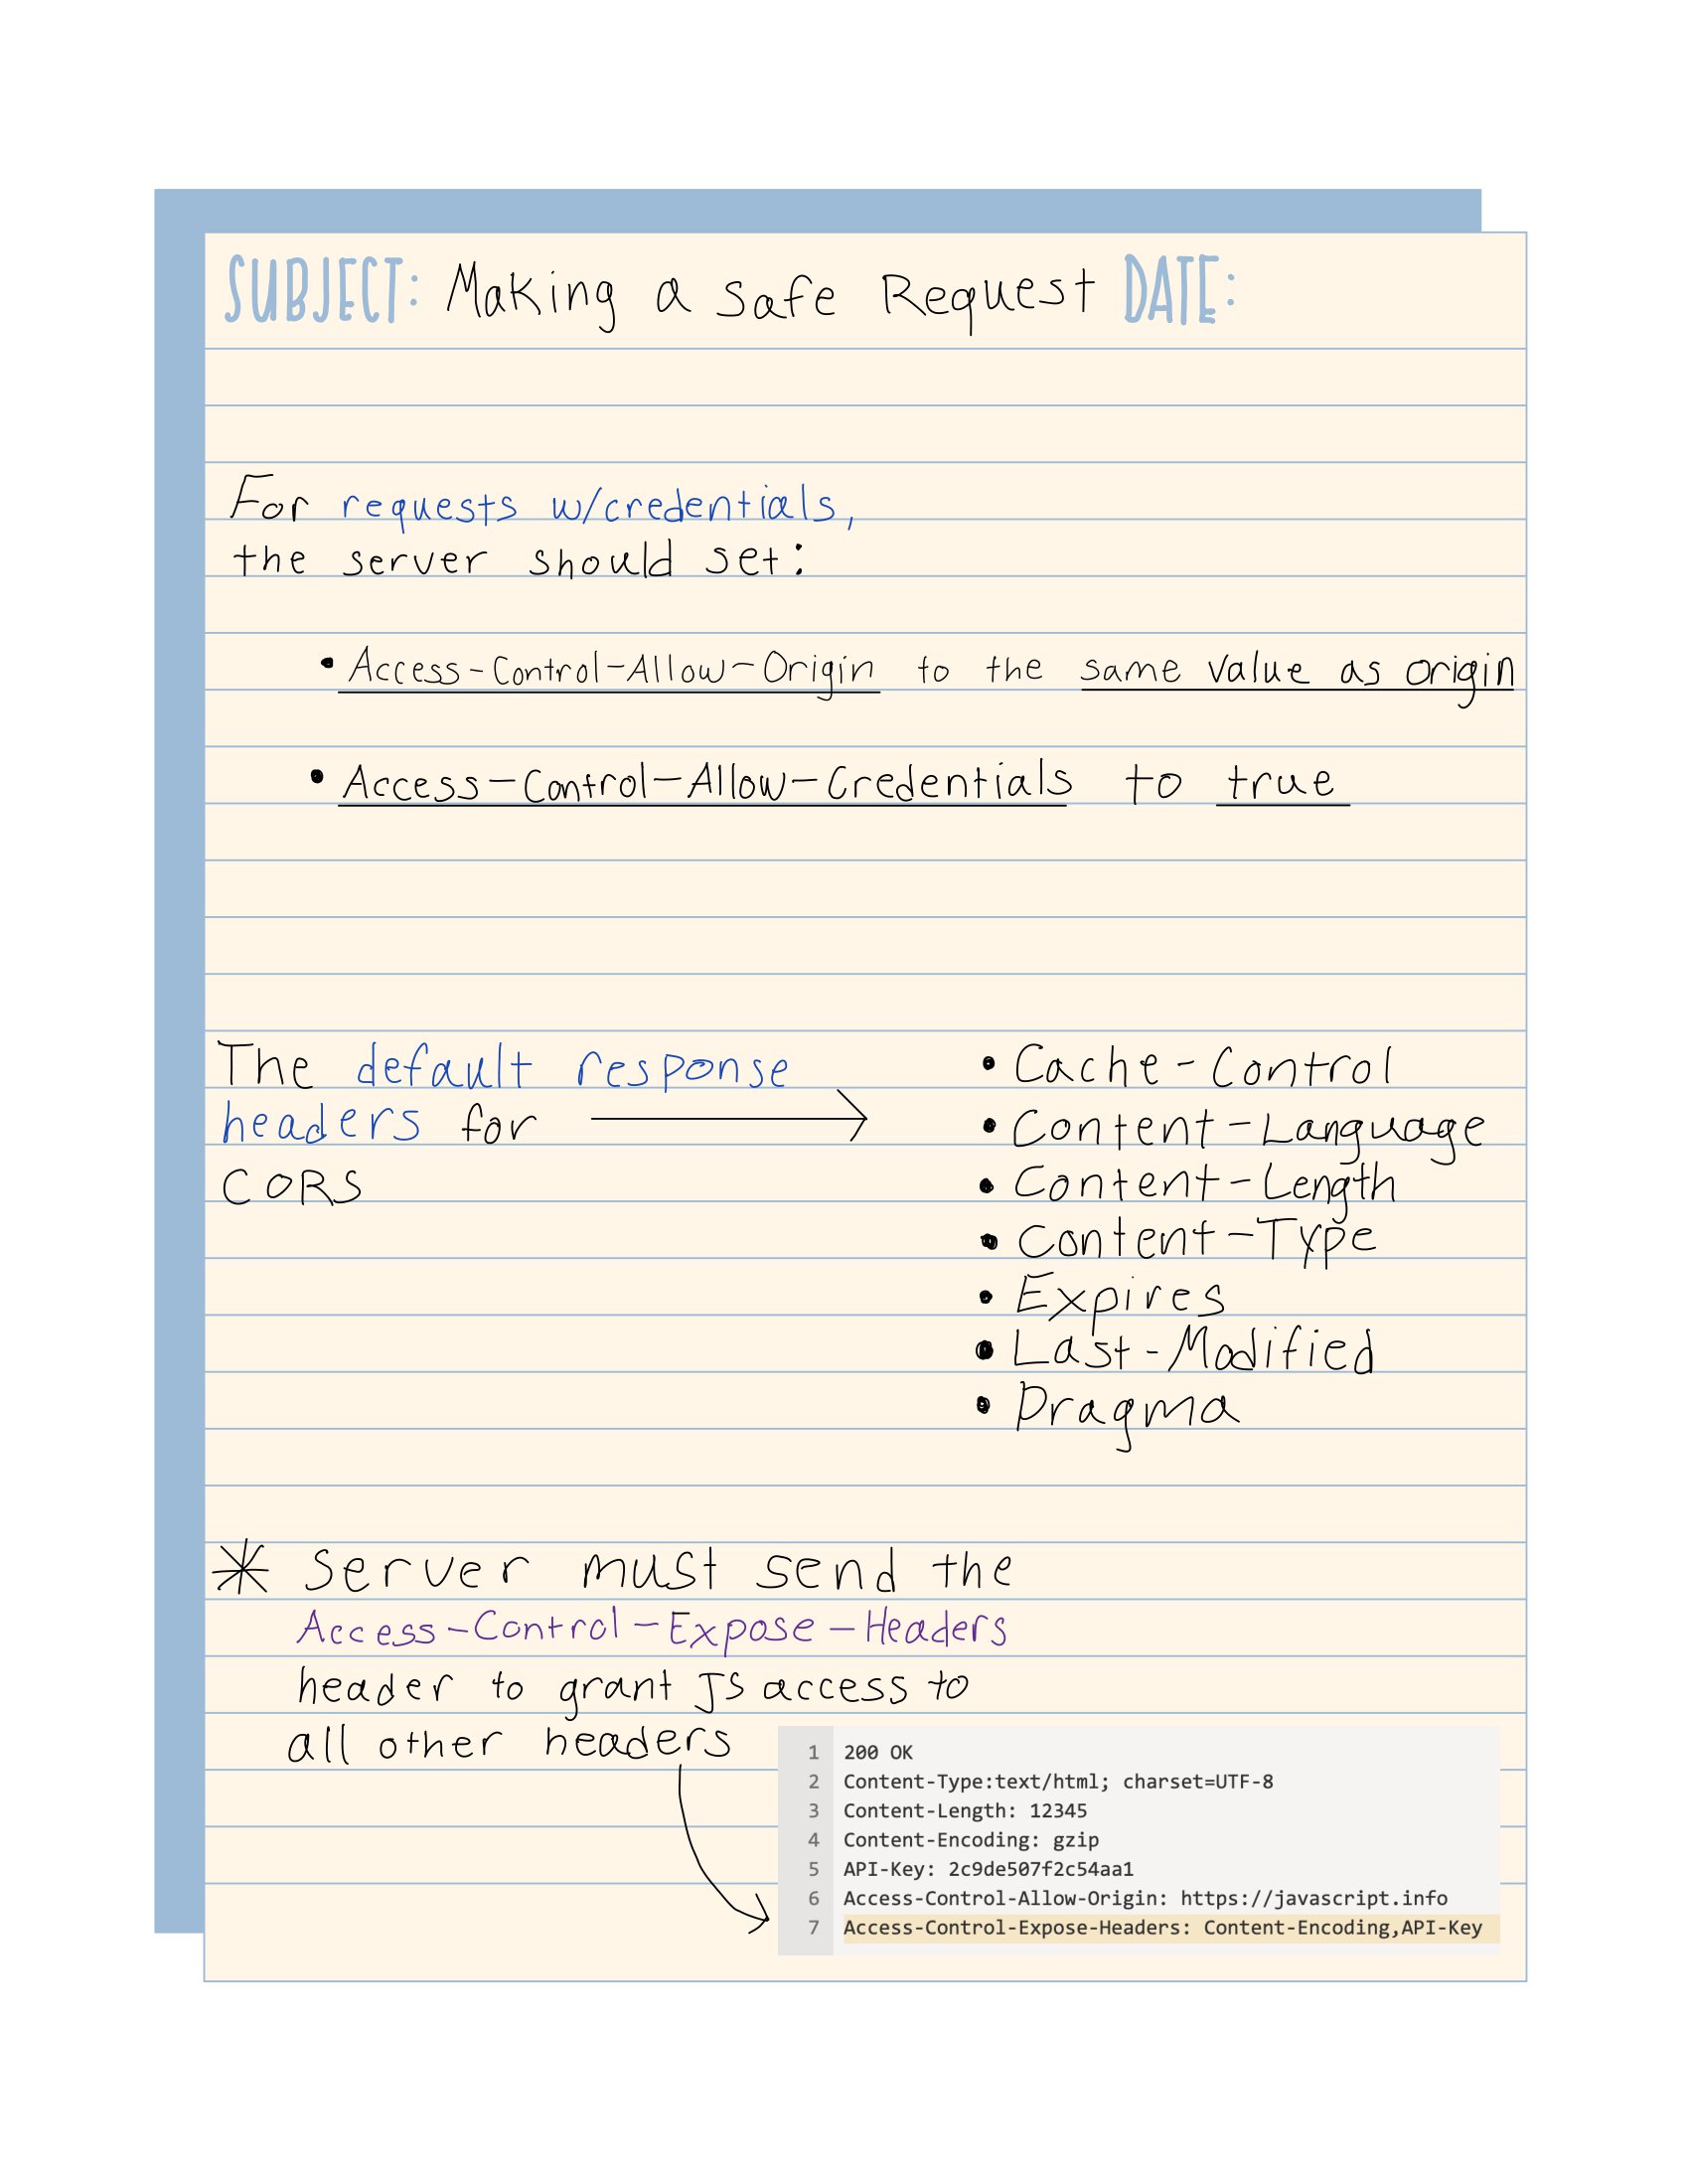 SUBJECT: Making a safe Request DATE:
For requests w/credentials,
the server should set:
• Access-Control-Allow-Origin to the same value as origin
• Access-Control-Allow-Credentials to true
The default response
headers for
CORS
• Cache-Control
• Content-Language
• Content-Length
• Content-Type
• Expires
• Last-Modified
• Pragma
* Server must send the
Access-Control-Expose-Headers
header to grant JS access to
all other headers
1 200 OK
2 Content-Type:text/html; charset=UTF-8
3 Content-Length: 12345
4 Content-Encoding: gzip
5 API-Key: 2c9de507f2c54aa1
6 Access-Control-Allow-Origin: https://javascript.info
7 Access-Control-Expose-Headers: Content-Encoding,API-Key